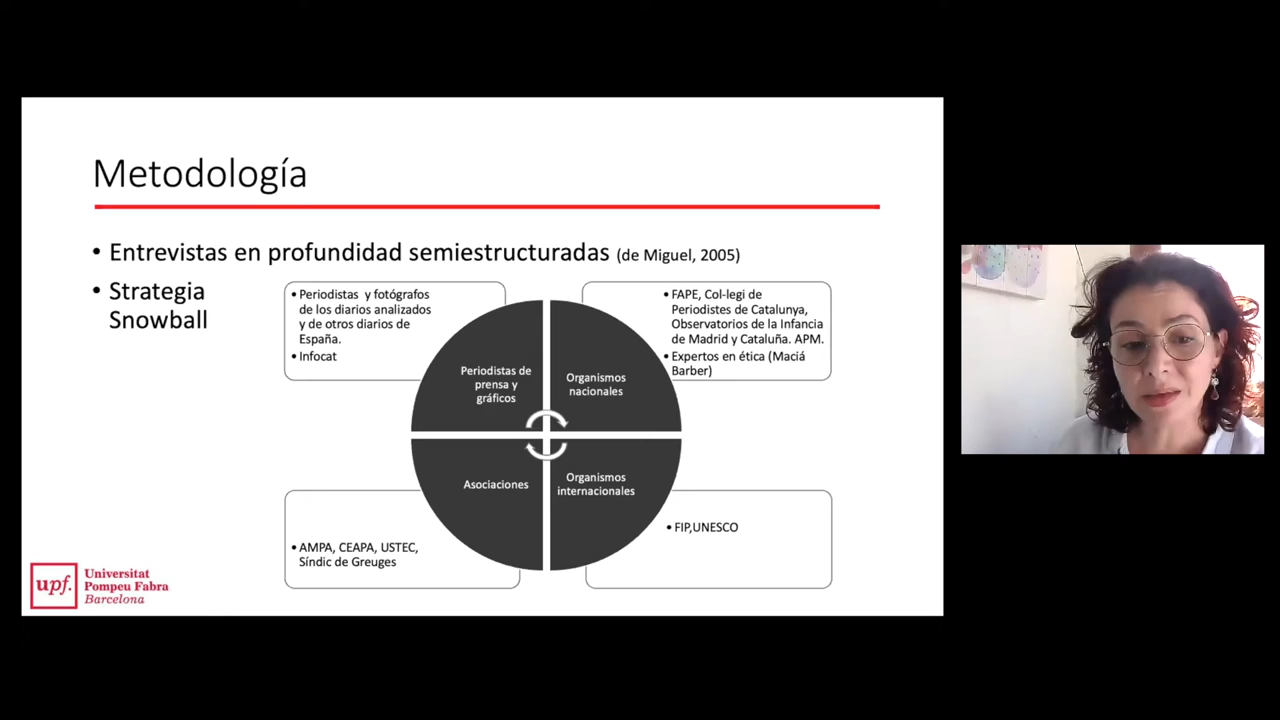 Metodología
• Entrevistas en profundidad semiestructuradas (de Miguel, 2005)
• Strategia
Snowball
• Periodistas y fotógrafos
de los diarios analizados
y de otros diarios de
España.
• Infocat
• FAPE, Col-legi de
Periodistes de Catalunya,
Observatorios de la Infancia
de Madrid y Cataluña. APM.
• Expertos en ética (Maciá
Barber)
Periodistas de
prensa y
gráficos
Organismos
nacionales
Asociaciones
Organismos
internacionales
• AMPA, CEAPA, USTEC,
Síndic de Greuges
• FIP,UNESCO
upf.
Universitat
Pompeu Fabra
Barcelona